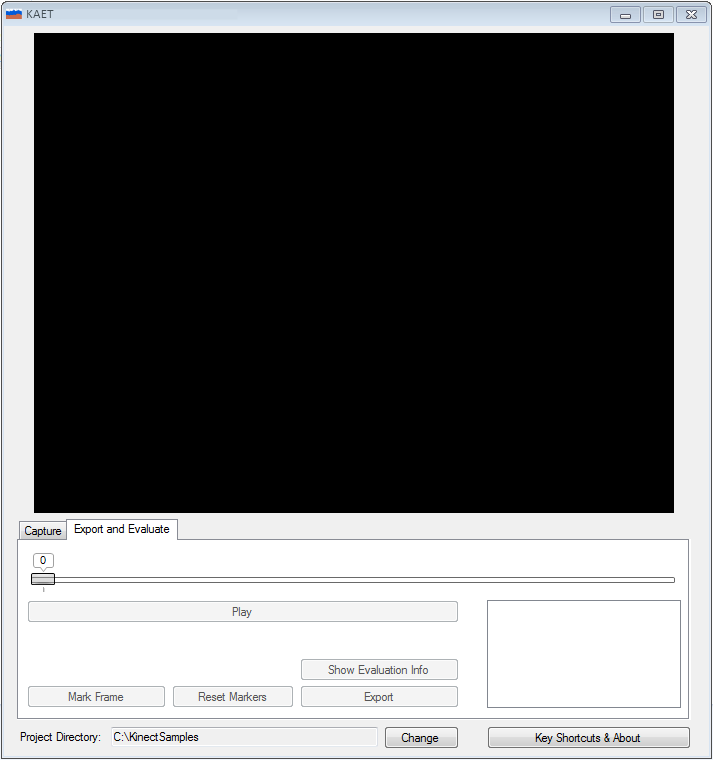 KAET
Capture
Export and Evaluate
0
Play
Show Evaluation Info
Mark Frame
Reset Markers
Export
Project Directory:
C:\KinectSamples
Change
Key Shortcuts & About